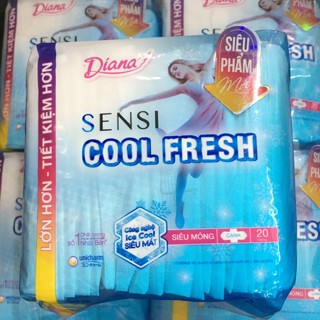 Diana
SIÊU
PHẨM
Mới
SENSI
COOL FRESH
LỚN HƠN - TIẾT KIỆM HƠN
Công nghệ
Ice Cool
SIÊU MÁT
SIÊU MỎNG
CÁNH
20
unicharm